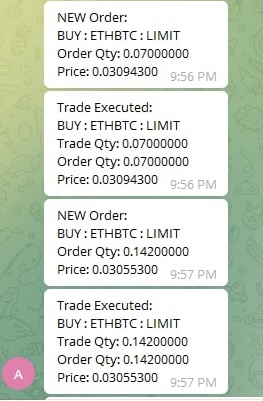 NEW Order:
BUY : ETHBTC : LIMIT
Order Qty: 0.07000000
Price: 0.03094300
9:56 PM
Trade Executed:
BUY : ETHBTC : LIMIT
Trade Qty: 0.07000000
Order Qty: 0.07000000
Price: 0.03094300
9:56 PM
NEW Order:
BUY : ETHBTC : LIMIT
Order Qty: 0.14200000
Price: 0.03055300
9:57 PM
Trade Executed:
BUY : ETHBTC : LIMIT
Trade Qty: 0.14200000
Order Qty: 0.14200000
Price: 0.03055300
9:57 PM
A